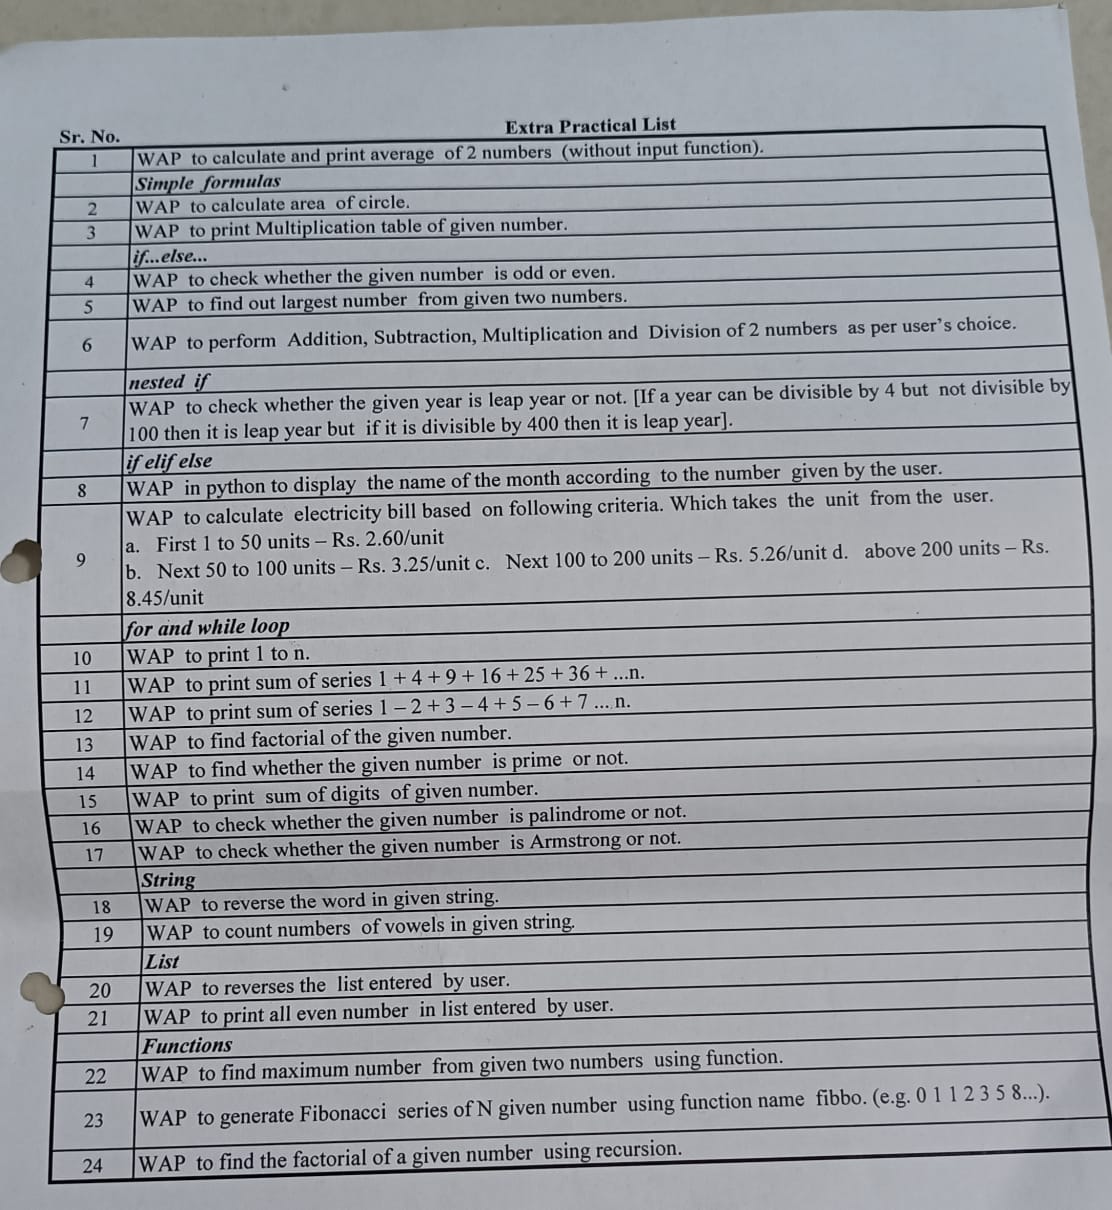 Extra Practical List
Sr. No.
1 WAP to calculate and print average of 2 numbers (without input function).
Simple formulas
2 WAP to calculate area of circle.
3 WAP to print Multiplication table of given number.
if...else...
4 WAP to check whether the given number is odd or even.
5 WAP to find out largest number from given two numbers.
6 WAP to perform Addition, Subtraction, Multiplication and Division of 2 numbers as per user's choice.
nested if
7 WAP to check whether the given year is leap year or not. [If a year can be divisible by 4 but not divisible by
100 then it is leap year but if it is divisible by 400 then it is leap year].
if elif else
8 WAP in python to display the name of the month according to the number given by the user.
9 WAP to calculate electricity bill based on following criteria. Which takes the unit from the user.
a. First 1 to 50 units – Rs. 2.60/unit
b. Next 50 to 100 units – Rs. 3.25/unit c. Next 100 to 200 units – Rs. 5.26/unit d. above 200 units – Rs.
8.45/unit
for and while loop
10 WAP to print 1 to n.
11 WAP to print sum of series 1 + 4 + 9 + 16 + 25 + 36 + ...n.
12 WAP to print sum of series 1 – 2 + 3 – 4 + 5 – 6 + 7 ... n.
13 WAP to find factorial of the given number.
14 WAP to find whether the given number is prime or not.
15 WAP to print sum of digits of given number.
16 WAP to check whether the given number is palindrome or not.
17 WAP to check whether the given number is Armstrong or not.
String
18 WAP to reverse the word in given string.
19 WAP to count numbers of vowels in given string.
List
20 WAP to reverses the list entered by user.
21 WAP to print all even number in list entered by user.
Functions
22 WAP to find maximum number from given two numbers using function.
23 WAP to generate Fibonacci series of N given number using function name fibbo. (e.g. 0 1 1 2 3 5 8...).
24 WAP to find the factorial of a given number using recursion.